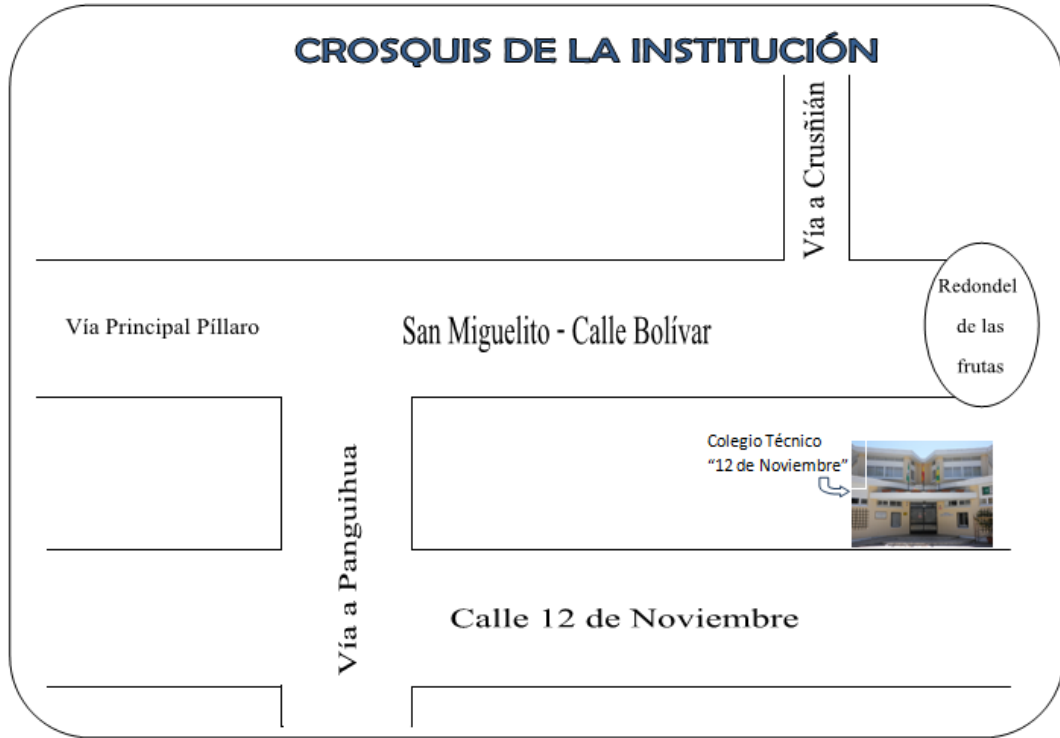 CROSQUIS DE LA INSTITUCIÓN
Vía a Crusñián
Redondel
de las
frutas
Vía Principal Píllaro
San Miguelito - Calle Bolívar
Colegio Técnico
“12 de Noviembre”
Vía a Panguihua
Calle 12 de Noviembre